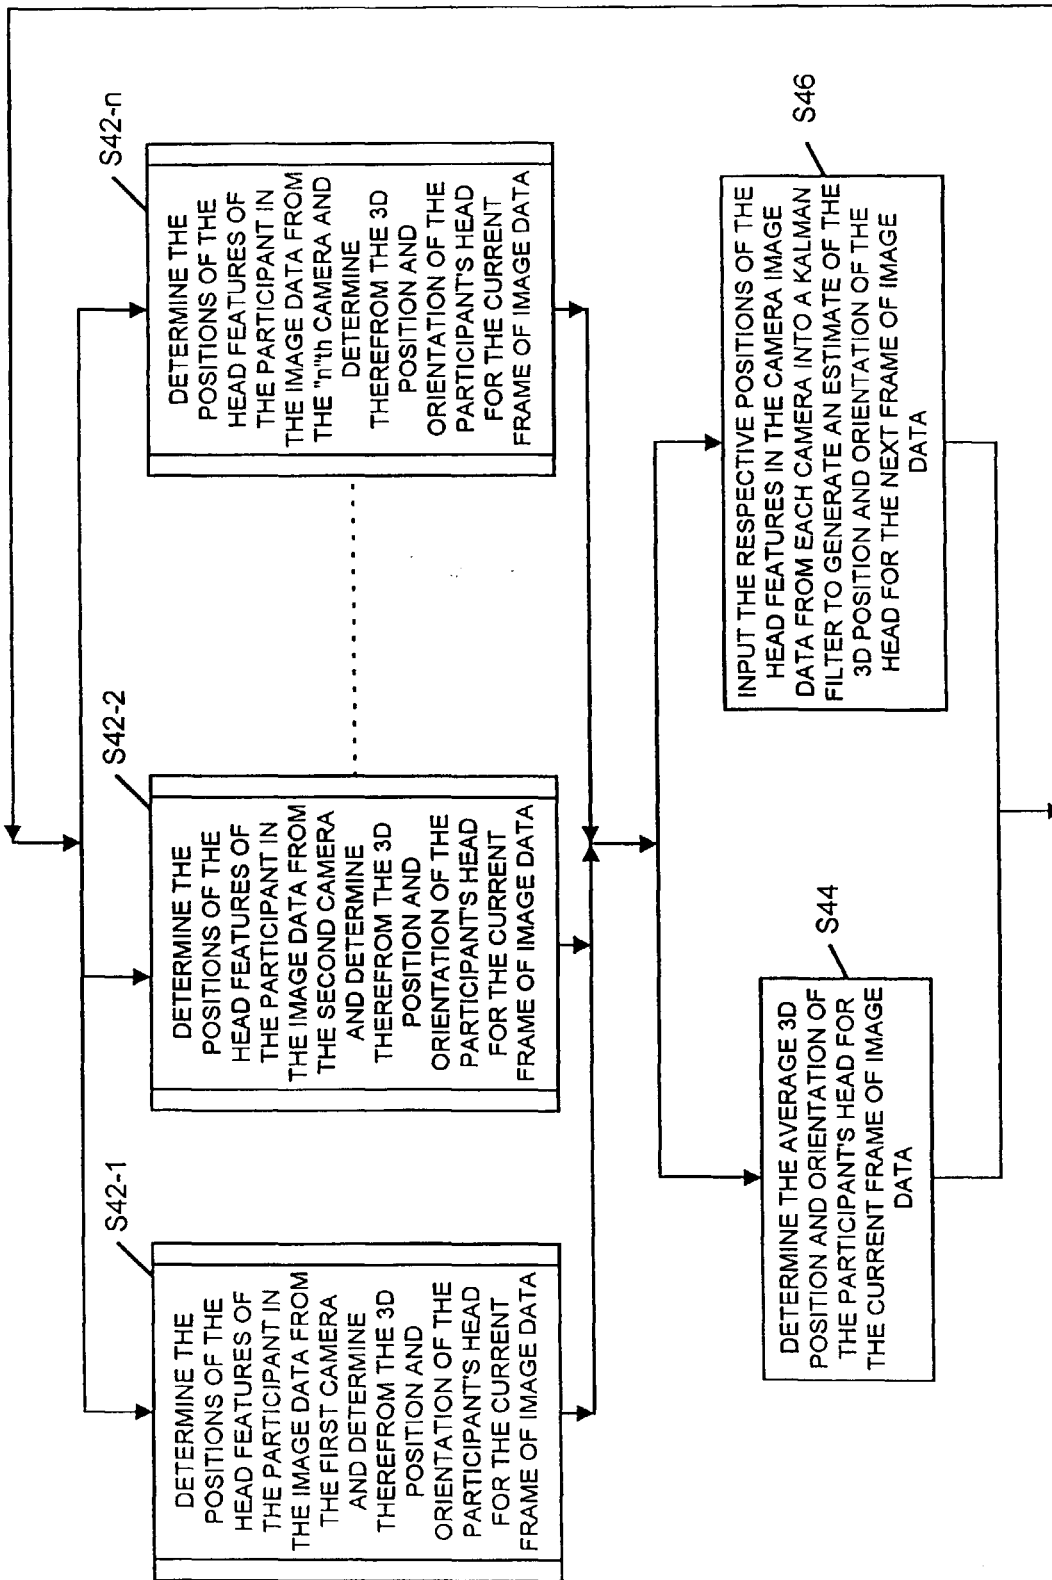 S42-1
DETERMINE THE
POSITIONS OF THE
HEAD FEATURES OF
THE PARTICIPANT IN
THE IMAGE DATA FROM
THE FIRST CAMERA
AND DETERMINE
THEREFROM THE 3D
POSITION AND
ORIENTATION OF THE
PARTICIPANT'S HEAD
FOR THE CURRENT
FRAME OF IMAGE DATA
S42-2
DETERMINE THE
POSITIONS OF THE
HEAD FEATURES OF
THE PARTICIPANT IN
THE IMAGE DATA FROM
THE SECOND CAMERA
AND DETERMINE
THEREFROM THE 3D
POSITION AND
ORIENTATION OF THE
PARTICIPANT'S HEAD
FOR THE CURRENT
FRAME OF IMAGE DATA
S42-n
DETERMINE THE
POSITIONS OF THE
HEAD FEATURES OF
THE PARTICIPANT IN
THE IMAGE DATA FROM
THE "n"th CAMERA AND
DETERMINE
THEREFROM THE 3D
POSITION AND
ORIENTATION OF THE
PARTICIPANT'S HEAD
FOR THE CURRENT
FRAME OF IMAGE DATA
S44
DETERMINE THE AVERAGE 3D
POSITION AND ORIENTATION OF
THE PARTICIPANT'S HEAD FOR
THE CURRENT FRAME OF IMAGE
DATA
S46
INPUT THE RESPECTIVE POSITIONS OF THE
HEAD FEATURES IN THE CAMERA IMAGE
DATA FROM EACH CAMERA INTO A KALMAN
FILTER TO GENERATE AN ESTIMATE OF THE
3D POSITION AND ORIENTATION OF THE
HEAD FOR THE NEXT FRAME OF IMAGE
DATA